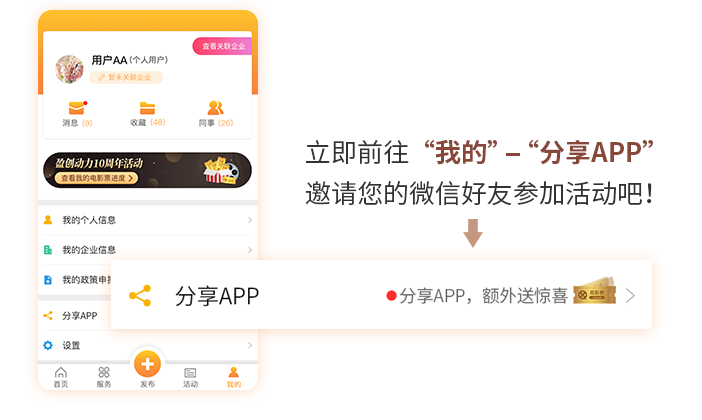 查看关联企业
用户AA(个人用户)
暂未关联企业
消息 (9)
收藏 (48)
同事 (26)
盈创动力10周年活动
查看我的电影票进度 >
我的个人信息
我的企业信息
我的政策申
分享APP
设置
首页
服务
发布
活动
我的
立即前往“我的” – “分享APP”
邀请您的微信好友参加活动吧！
分享APP
分享APP，额外送惊喜